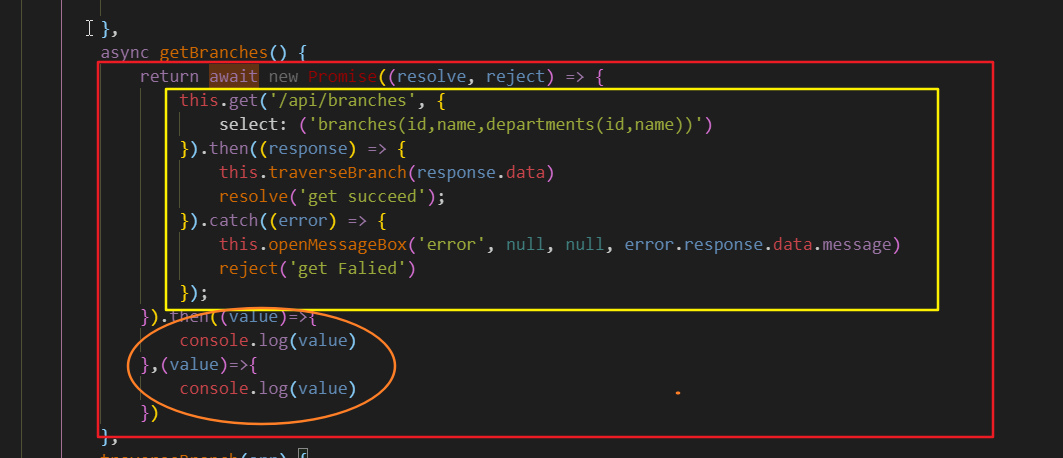 },
async getBranches() {
return await new Promise((resolve, reject) => {
this.get('/api/branches', {
select: ('branches(id,name,departments(id,name))')
}).then((response) => {
this.traverseBranch(response.data)
resolve('get succeed');
}).catch((error) => {
this.openMessageBox('error', null, null, error.response.data.message)
reject('get Falied')
});
}).then((value)=>{
console.log(value)
},(value)=>{
console.log(value)
})
},